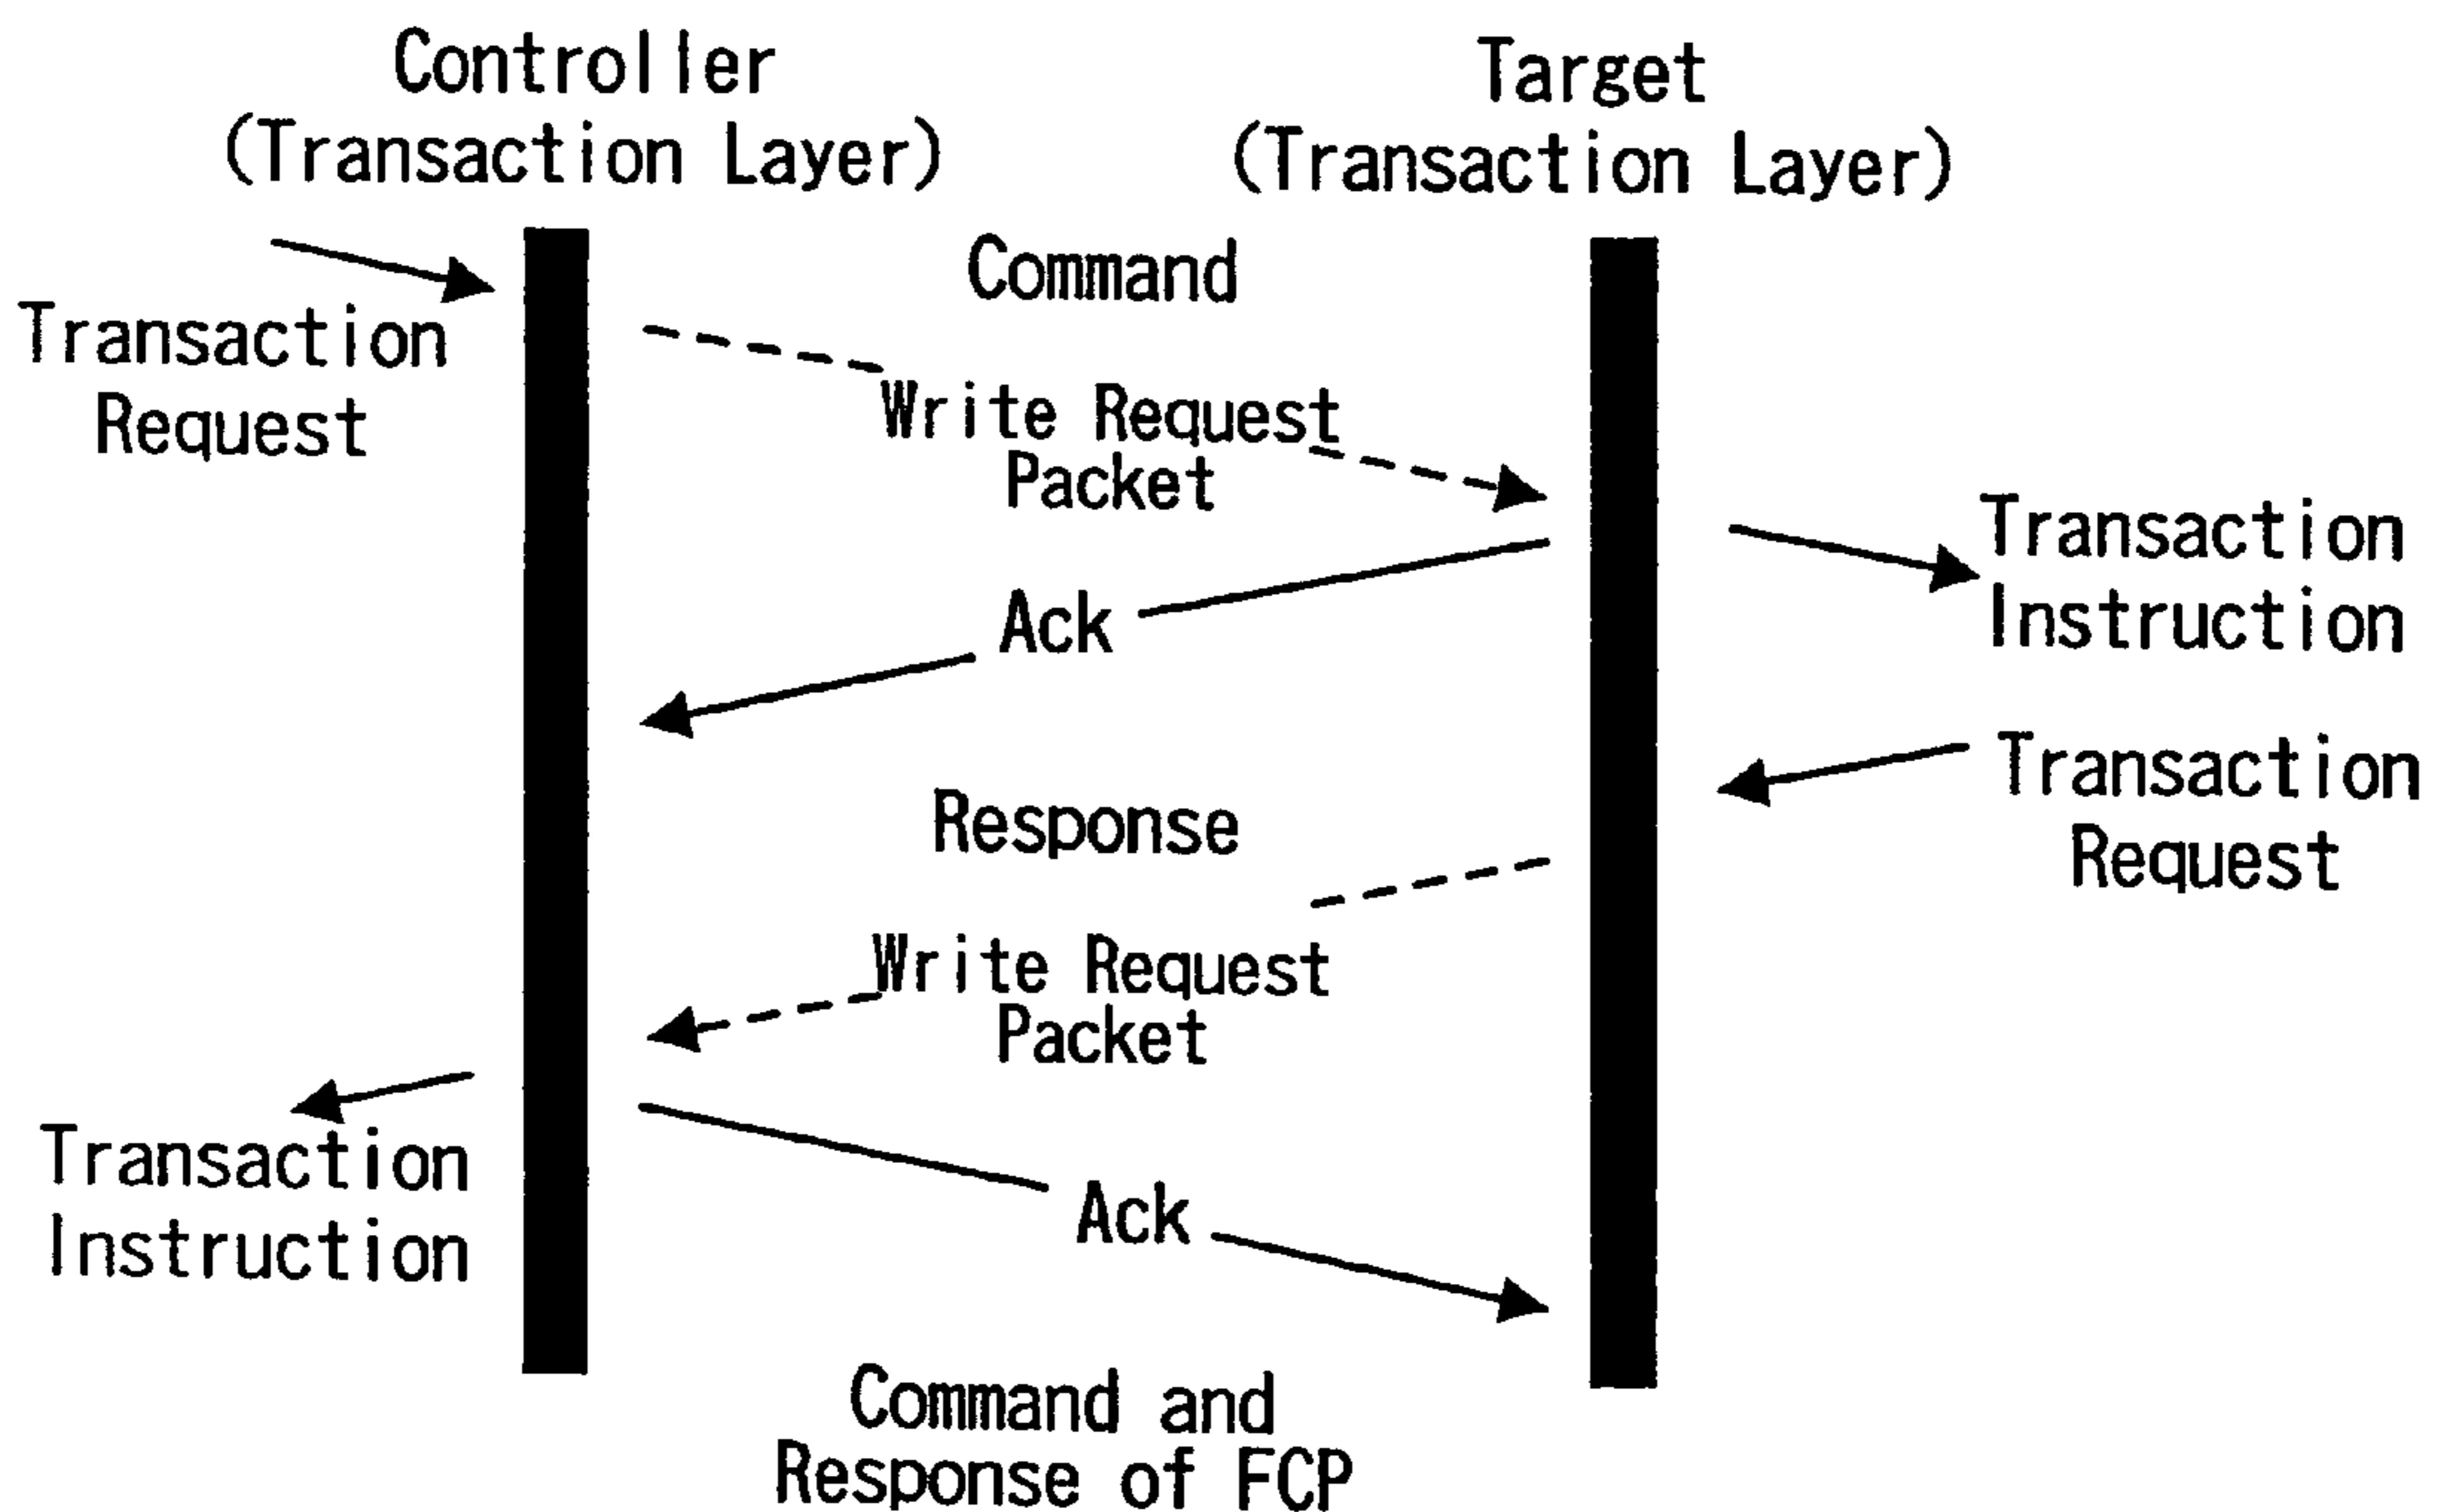 Controller
(Transaction Layer)
Target
(Transaction Layer)
Transaction
Request
Command
Write Request
Packet
Transaction
Instruction
Ack
Transaction
Request
Response
Write Request
Packet
Transaction
Instruction
Ack
Command and
Response of FCP